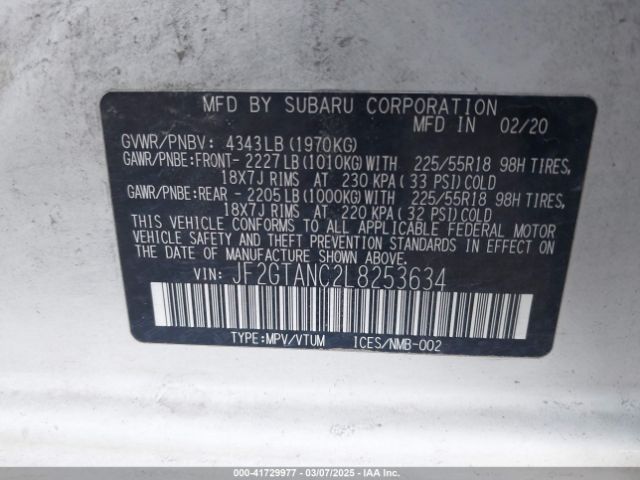 MFD BY SUBARU CORPORATION
MFD IN 02/20
GVWR/PNBV: 4343LB (1970KG)
GAWR/PNBE: FRONT- 2227LB (1010KG) WITH 225/55R18 98H TIRES,
18X7J RIMS AT 230 KPA( 33 PSI) COLD
GAWR/PNBE: REAR - 2205LB (1000KG) WITH 225/55R18 98H TIRES,
18X7J RIMS AT 220 KPA( 32 PSI) COLD
THIS VEHICLE CONFORMS TO ALL APPLICABLE FEDERAL MOTOR
VEHICLE SAFETY AND THEFT PREVENTION STANDARDS IN EFFECT
ON THE DATE OF MANUFACTURE SHOWN ABOVE.
VIN: JF2GTANC2L8253634
TYPE:MPV/VTUM ICES/NMB-002
© STOCK #: 41729977 | 03/07/2025 - IAA Inc.